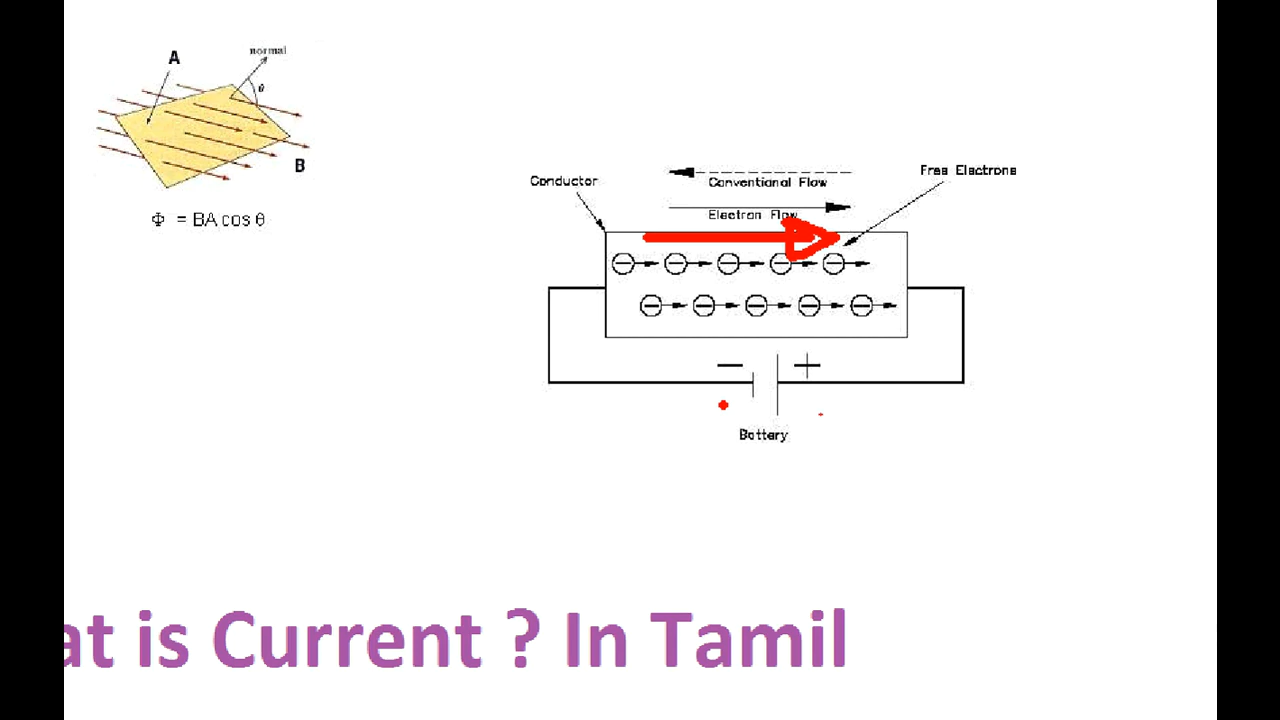 normal
A
θ
B
Φ = BA cos θ
Conventional Flow
Free Electrons
Conductor
Electron Flow
− +
Battery
at is Current ? In Tamil